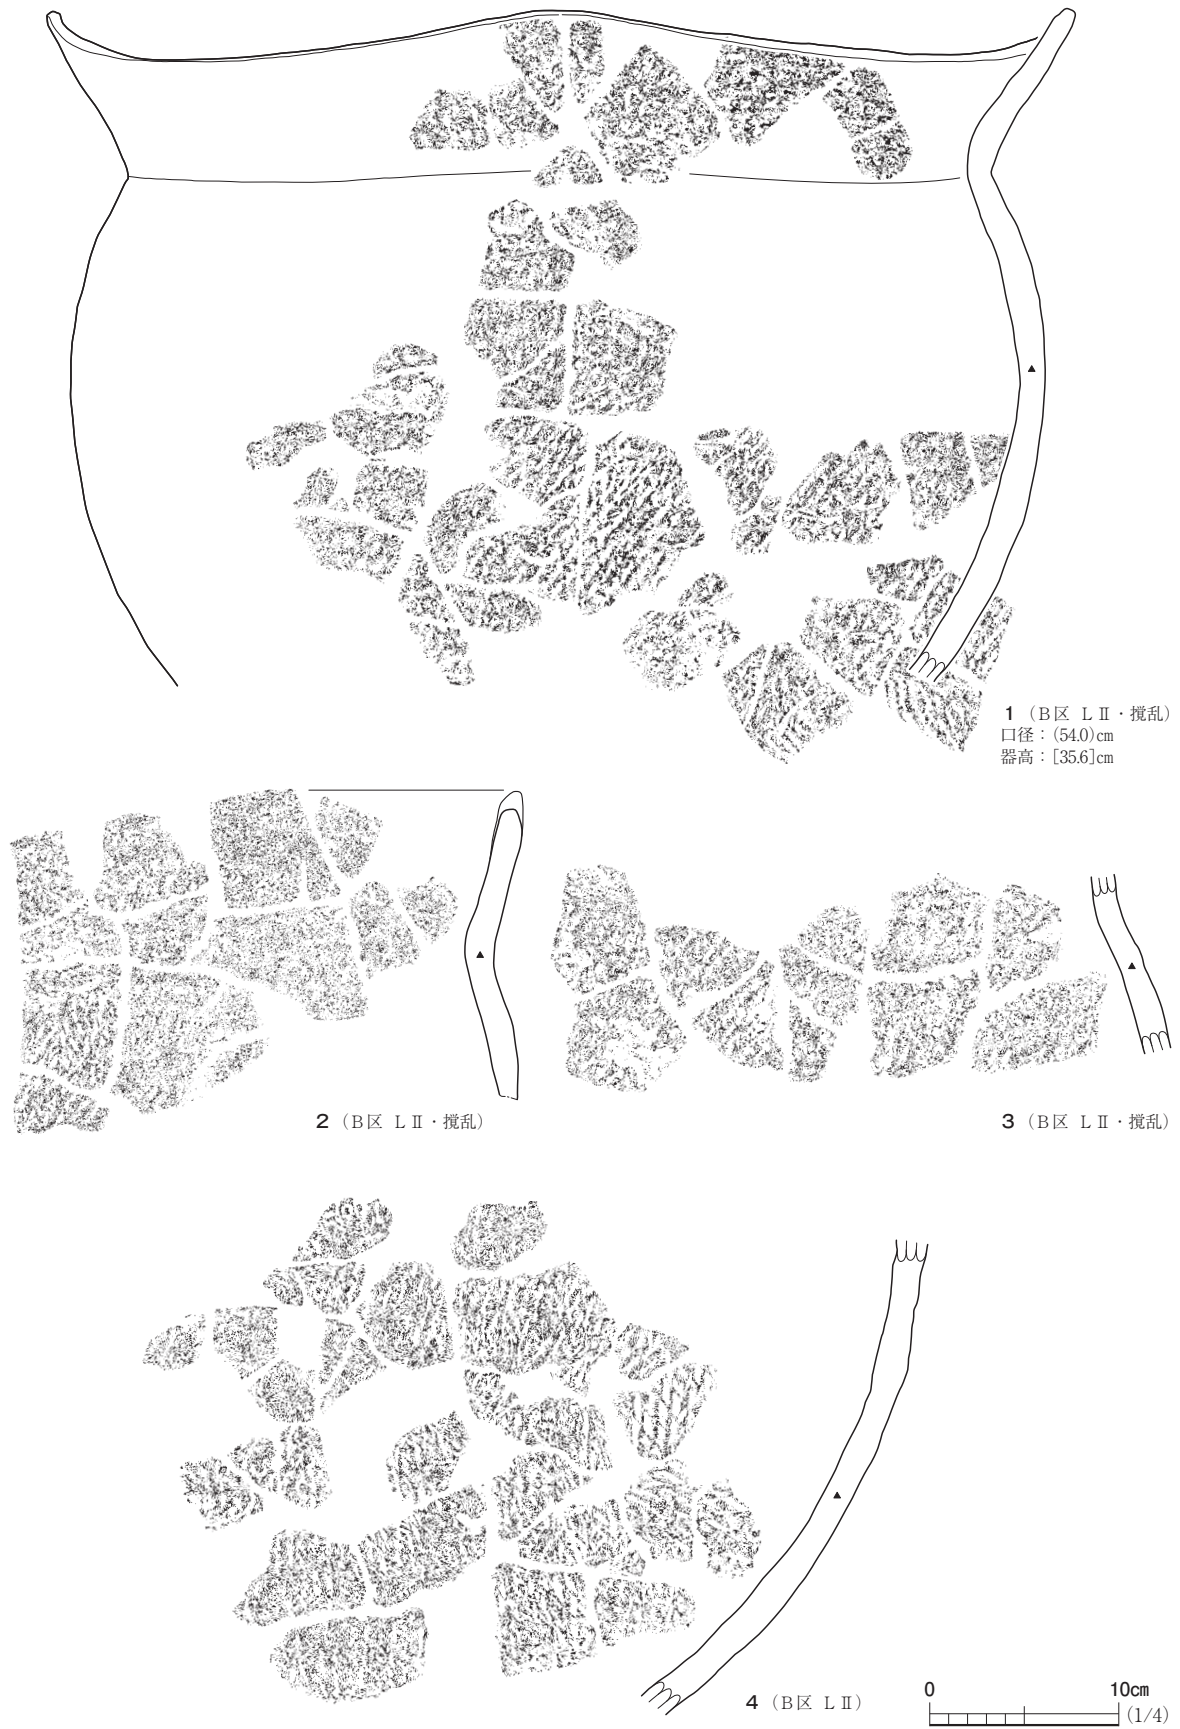 1（B区 LⅡ・撹乱）
口径：(54.0)㎝
器高：[35.6]㎝
2（B区 LⅡ・撹乱）
3（B区 LⅡ・撹乱）
4（B区 LⅡ）
0 10㎝
(1/4)